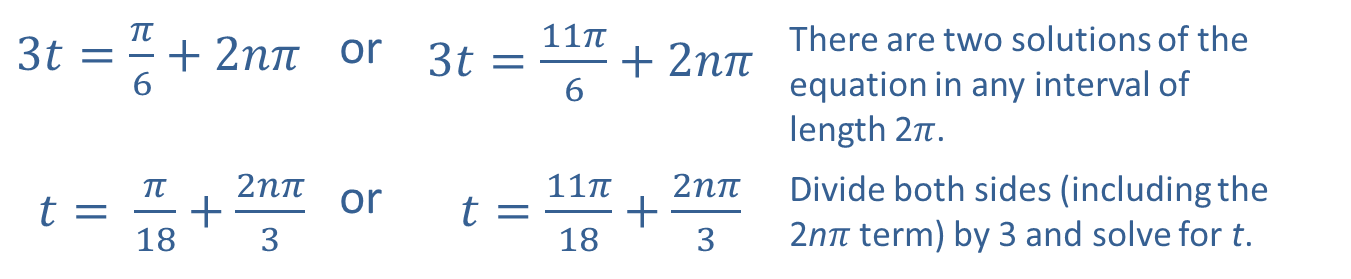 3t = π/6 + 2nπ or 3t = 11π/6 + 2nπ There are two solutions of the
equation in any interval of
length 2π.
t = π/18 + 2nπ/3 or t = 11π/18 + 2nπ/3 Divide both sides (including the
2nπ term) by 3 and solve for t.